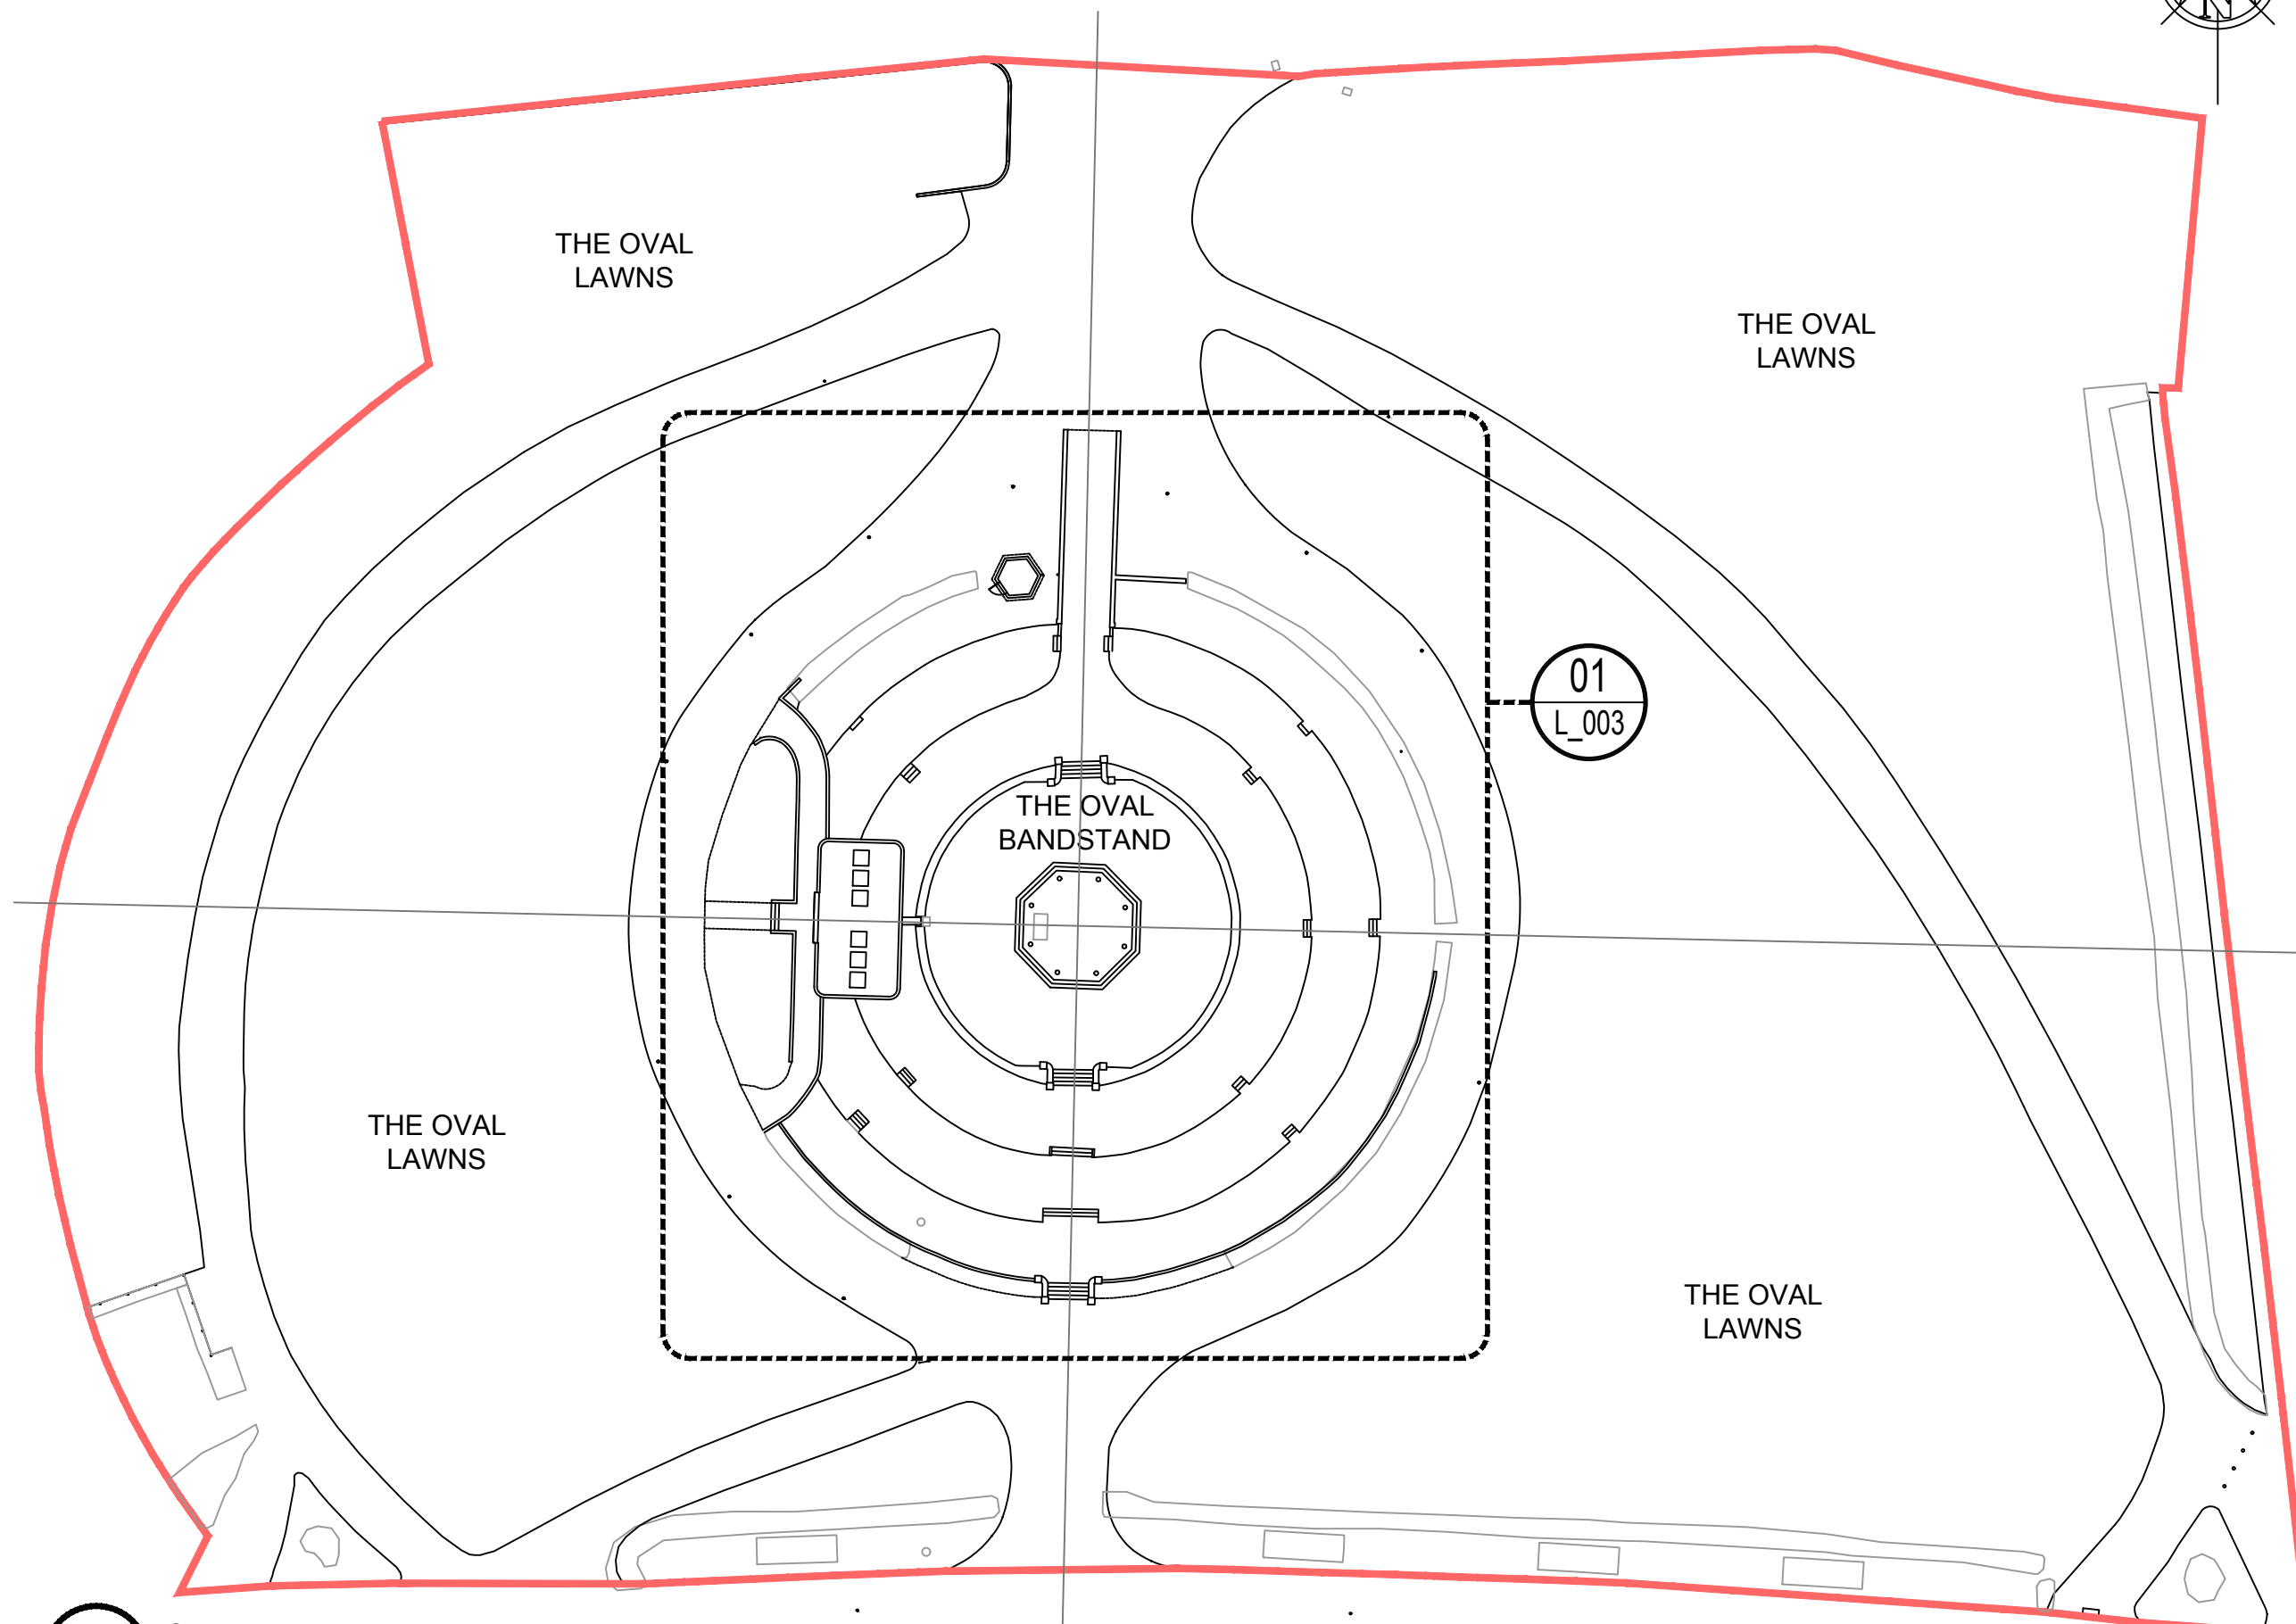 N
THE OVAL
LAWNS
THE OVAL
LAWNS
01
L_003
THE OVAL
BANDSTAND
THE OVAL
LAWNS
THE OVAL
LAWNS